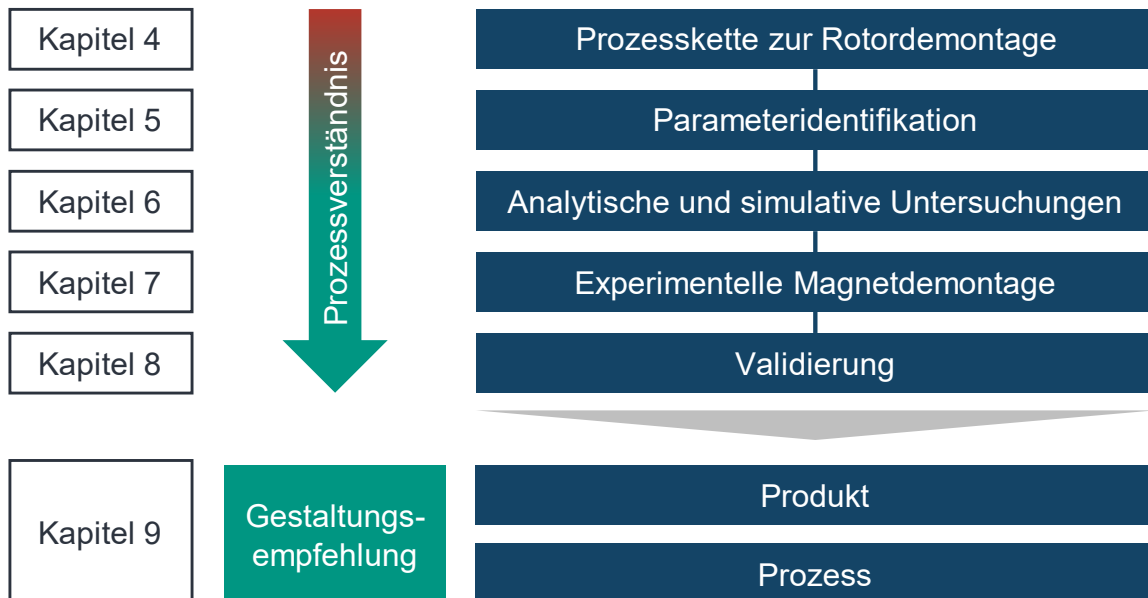 Kapitel 4
Prozesskette zur Rotordemontage
Kapitel 5
Parameteridentifikation
Kapitel 6
Analytische und simulative Untersuchungen
Kapitel 7
Experimentelle Magnetdemontage
Kapitel 8
Validierung
Prozessverständnis
Kapitel 9
Gestaltungs-
empfehlung
Produkt
Prozess